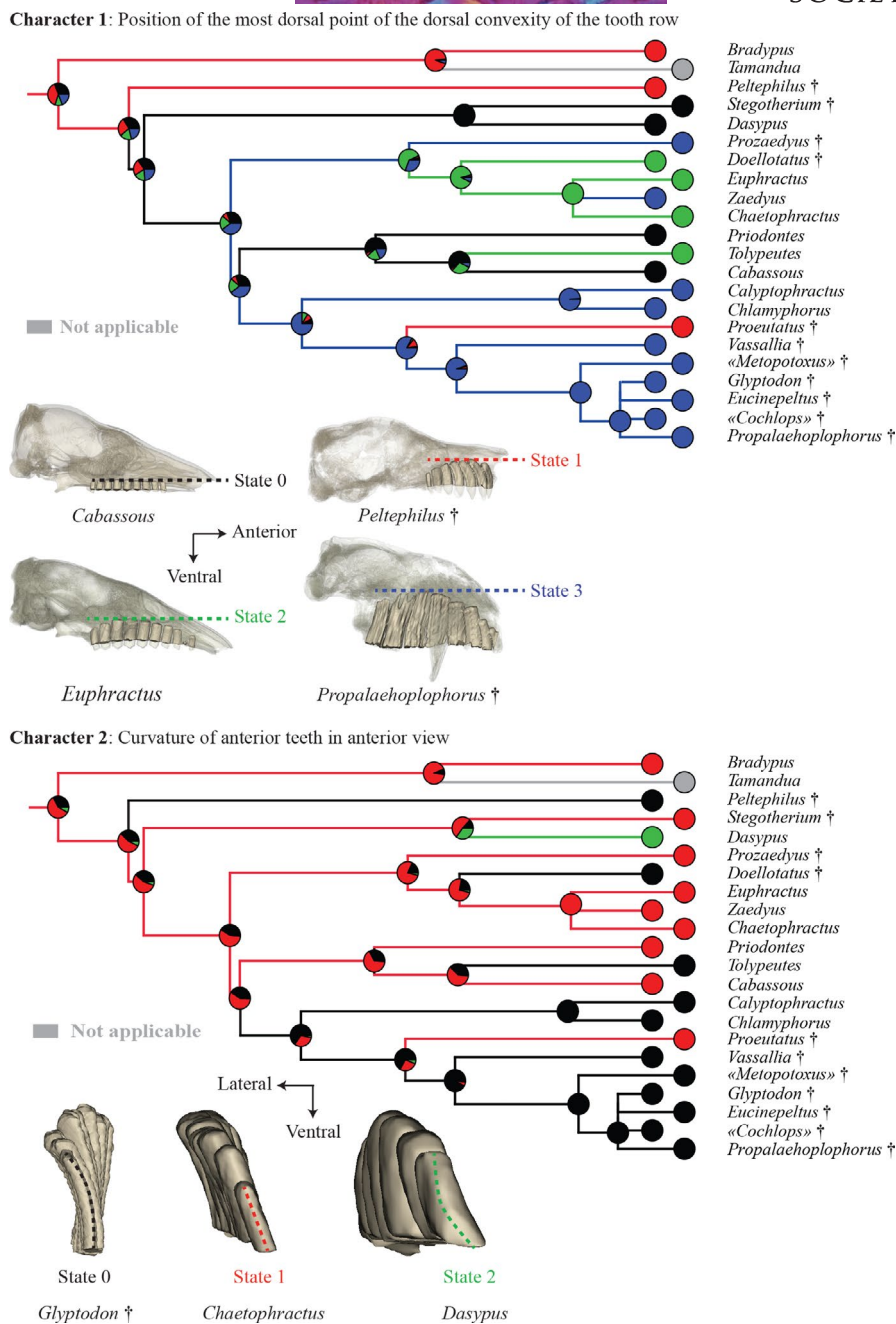 SOCIET
Character 1: Position of the most dorsal point of the dorsal convexity of the tooth row
Bradypus
Tamandua
Peltephilus †
Stegotherium †
Dasypus
Prozaedyus †
Doellotatus †
Euphractus
Zaedyus
Chaetophractus
Priodontes
Tolypeutes
Cabassous
Calyptophractus
Chlamyphorus
Proeutatus †
Vassallia †
«Metopotoxus» †
Glyptodon †
Eucinepeltus †
«Cochlops» †
Propalaehoplophorus †
Not applicable
State 0
Cabassous
State 1
Peltephilus †
Anterior
Ventral
State 2
Euphractus
State 3
Propalaehoplophorus †
Character 2: Curvature of anterior teeth in anterior view
Bradypus
Tamandua
Peltephilus †
Stegotherium †
Dasypus
Prozaedyus †
Doellotatus †
Euphractus
Zaedyus
Chaetophractus
Priodontes
Tolypeutes
Cabassous
Calyptophractus
Chlamyphorus
Proeutatus †
Vassallia †
«Metopotoxus» †
Glyptodon †
Eucinepeltus †
«Cochlops» †
Propalaehoplophorus †
Not applicable
Lateral
Ventral
State 0
Glyptodon †
State 1
Chaetophractus
State 2
Dasypus